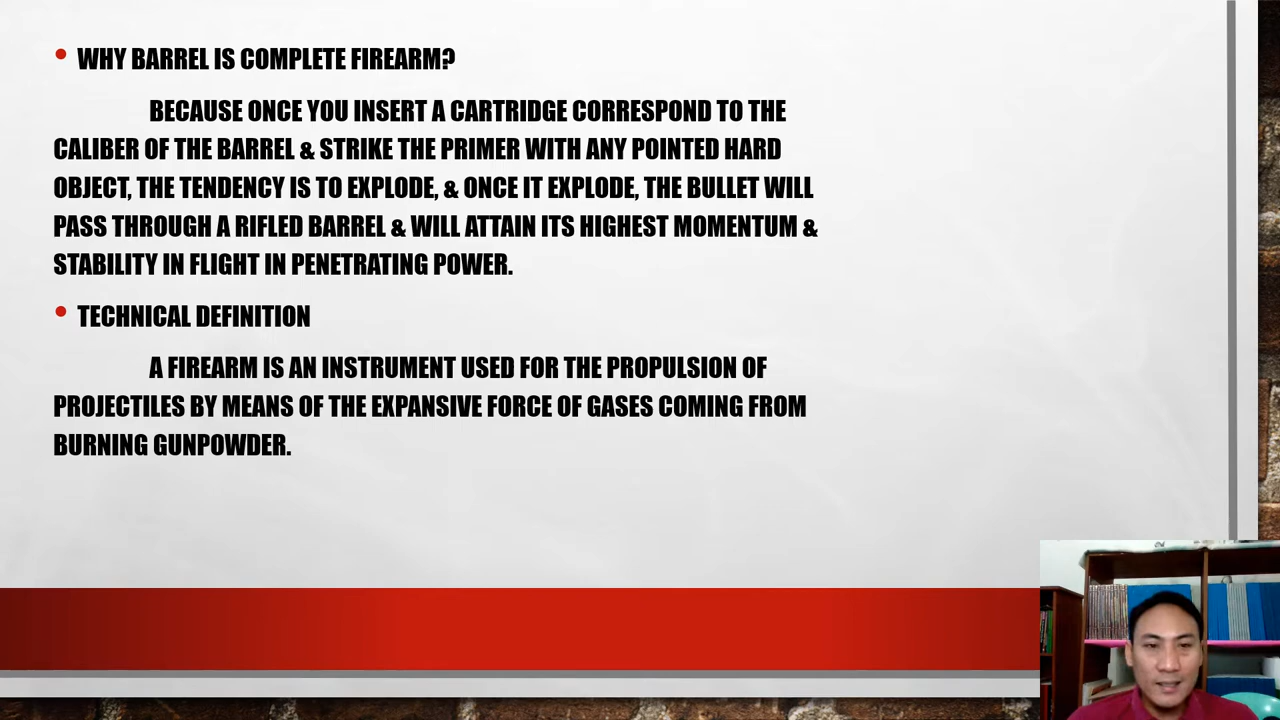 • WHY BARREL IS COMPLETE FIREARM?
BECAUSE ONCE YOU INSERT A CARTRIDGE CORRESPOND TO THE
CALIBER OF THE BARREL & STRIKE THE PRIMER WITH ANY POINTED HARD
OBJECT, THE TENDENCY IS TO EXPLODE, & ONCE IT EXPLODE, THE BULLET WILL
PASS THROUGH A RIFLED BARREL & WILL ATTAIN ITS HIGHEST MOMENTUM &
STABILITY IN FLIGHT IN PENETRATING POWER.
• TECHNICAL DEFINITION
A FIREARM IS AN INSTRUMENT USED FOR THE PROPULSION OF
PROJECTILES BY MEANS OF THE EXPANSIVE FORCE OF GASES COMING FROM
BURNING GUNPOWDER.